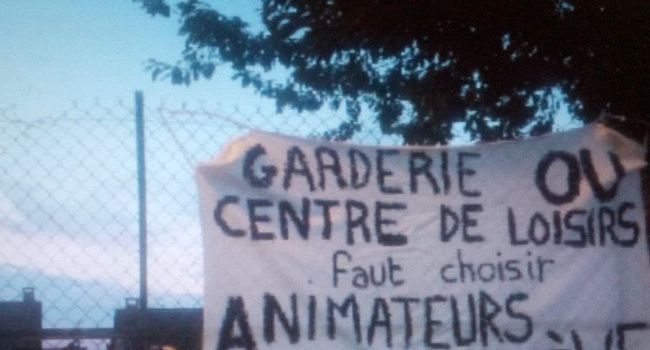 GARDERIE OU
CENTRE DE LOISIRS
faut choisir
ANIMATEURS